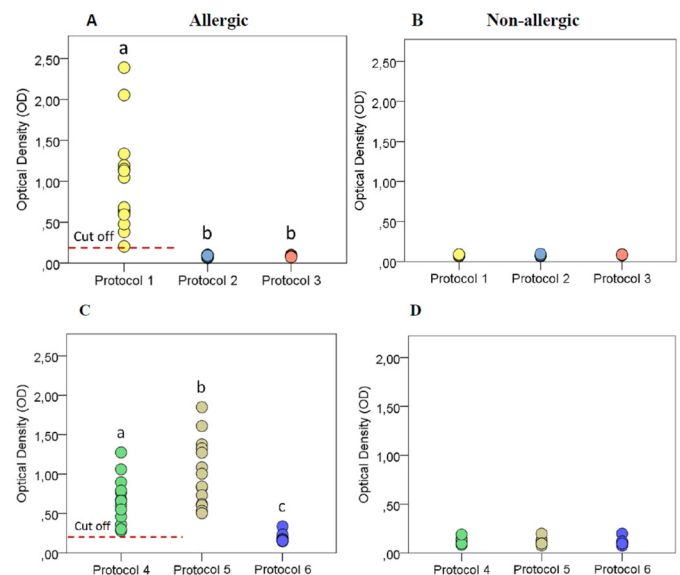 A Allergic
a
2,50
2,00
1,50
1,00
,50
,00
Optical Density (OD)
b b
Cut off
Protocol 1 Protocol 2 Protocol 3
B Non-allergic
2,50
2,00
1,50
1,00
,50
,00
Optical Density (OD)
Protocol 1 Protocol 2 Protocol 3
C
2,50
2,00
1,50
1,00
,50
,00
Optical Density (OD)
a
b
c
Cut off
Protocol 4 Protocol 5 Protocol 6
D
2,00
1,50
1,00
,50
,00
Optical Density (OD)
Protocol 4 Protocol 5 Protocol 6